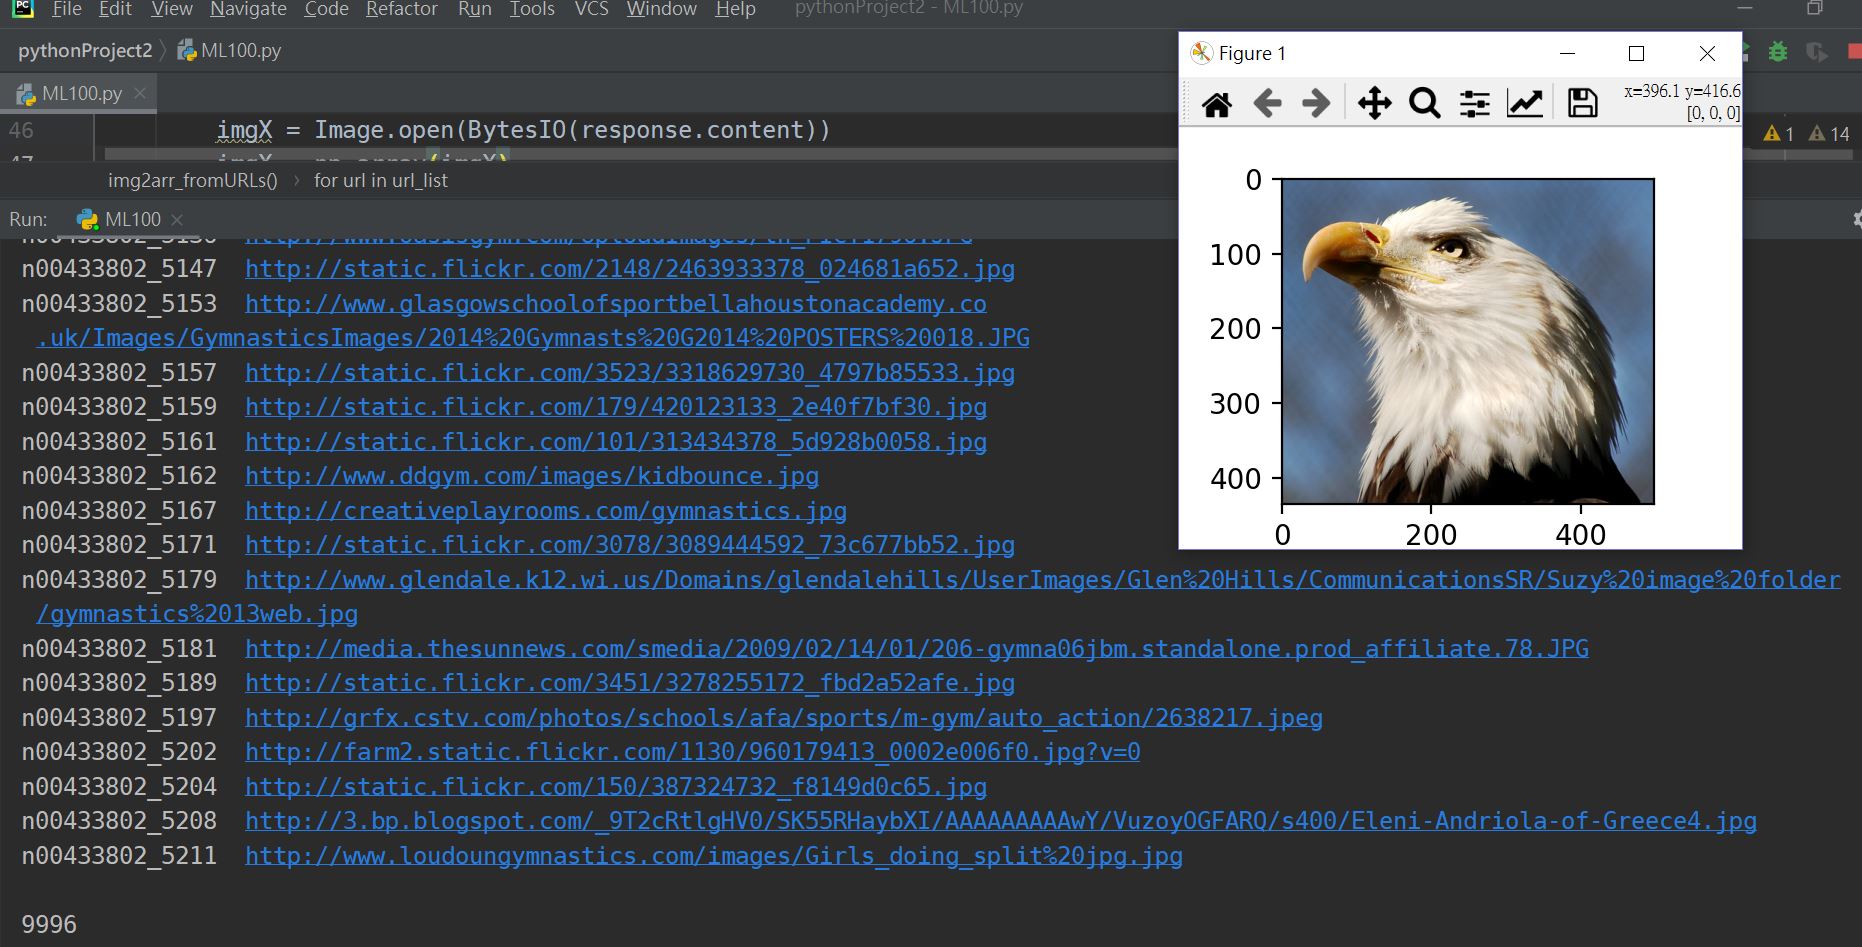 PC File Edit View Navigate Code Refactor Run Tools VCS Window Help pythonProject2 - ML100.py
pythonProject2 ML100.py
ML100.py
46 imgX = Image.open(BytesIO(response.content))
1 14
img2arr_fromURLs() for url in url_list
Run: ML100
n00433802_5147 http://static.flickr.com/2148/2463933378_024681a652.jpg
n00433802_5153 http://www.glasgowschoolofsportbellahoustonacademy.co
.uk/Images/GymnasticsImages/2014%20Gymnasts%20G2014%20POSTERS%20018.JPG
n00433802_5157 http://static.flickr.com/3523/3318629730_4797b85533.jpg
n00433802_5159 http://static.flickr.com/179/420123133_2e40f7bf30.jpg
n00433802_5161 http://static.flickr.com/101/313434378_5d928b0058.jpg
n00433802_5162 http://www.ddgym.com/images/kidbounce.jpg
n00433802_5167 http://creativeplayrooms.com/gymnastics.jpg
n00433802_5171 http://static.flickr.com/3078/3089444592_73c677bb52.jpg
n00433802_5179 http://www.glendale.k12.wi.us/Domains/glendalehills/UserImages/Glen%20Hills/CommunicationsSR/Suzy%20image%20folder
/gymnastics%2013web.jpg
n00433802_5181 http://media.thesunnews.com/smedia/2009/02/14/01/206-gymna06jbm.standalone.prod_affiliate.78.JPG
n00433802_5189 http://static.flickr.com/3451/3278255172_fbd2a52afe.jpg
n00433802_5197 http://grfx.cstv.com/photos/schools/afa/sports/m-gym/auto_action/2638217.jpeg
n00433802_5202 http://farm2.static.flickr.com/1130/960179413_0002e006f0.jpg?v=0
n00433802_5204 http://static.flickr.com/150/387324732_f8149d0c65.jpg
n00433802_5208 http://3.bp.blogspot.com/_9T2cRtlgHV0/SK55RHaybXI/AAAAAAAAAwY/VuzoyOGFARQ/s400/Eleni-Andriola-of-Greece4.jpg
n00433802_5211 http://www.loudoungymnastics.com/images/Girls_doing_split%20jpg.jpg
9996
Figure 1
x=396.1 y=416.6
[0, 0, 0]
0
100
200
300
400
0 200 400